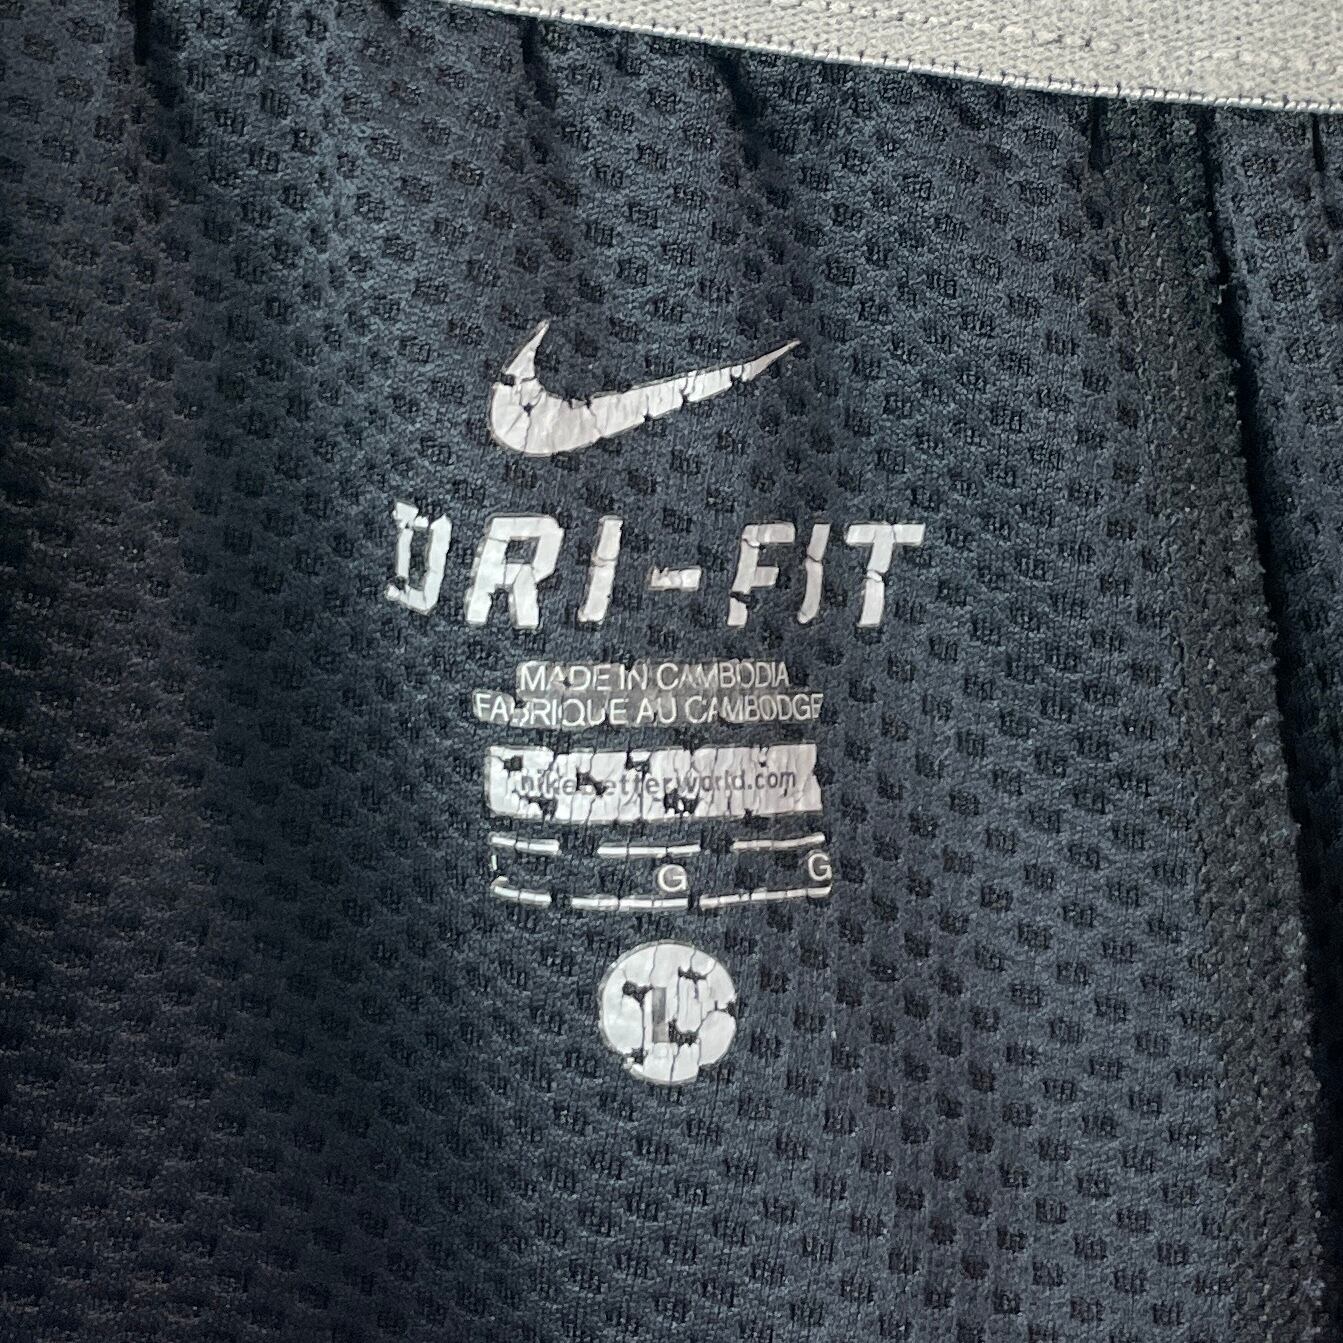 DRI-FIT
MADE IN CAMBODIA
FABRIQUE AU CAMBODGE
nikebetterworld.com
G G
L